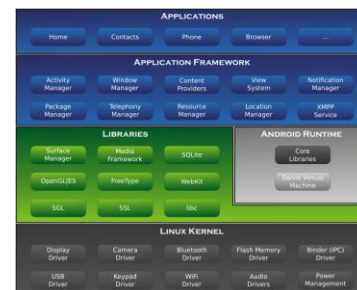 APPLICATIONS
Home Contacts Phone Browser ...
APPLICATION FRAMEWORK
Activity Manager Window Manager Content Providers View System Notification Manager
Package Manager Telephony Manager Resource Manager Location Manager XMPP Service
LIBRARIES
Surface Manager Media Framework SQLite
OpenGL|ES FreeType WebKit
SGL SSL libc
ANDROID RUNTIME
Core Libraries
Dalvik Virtual Machine
LINUX KERNEL
Display Driver Camera Driver Bluetooth Driver Flash Memory Driver Binder (IPC) Driver
USB Driver Keypad Driver WiFi Driver Audio Drivers Power Management